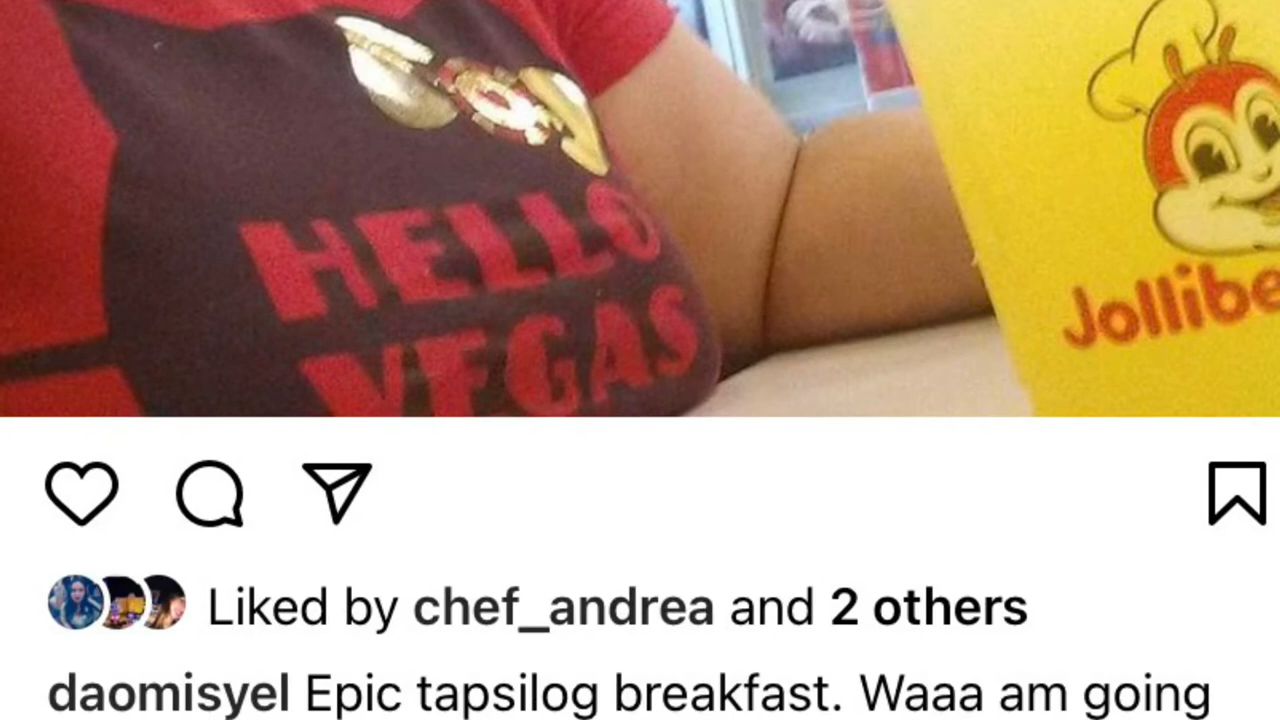 HELLO
VEGAS
Jollibe
Liked by chef_andrea and 2 others
daomisyel Epic tapsilog breakfast. Waaa am going